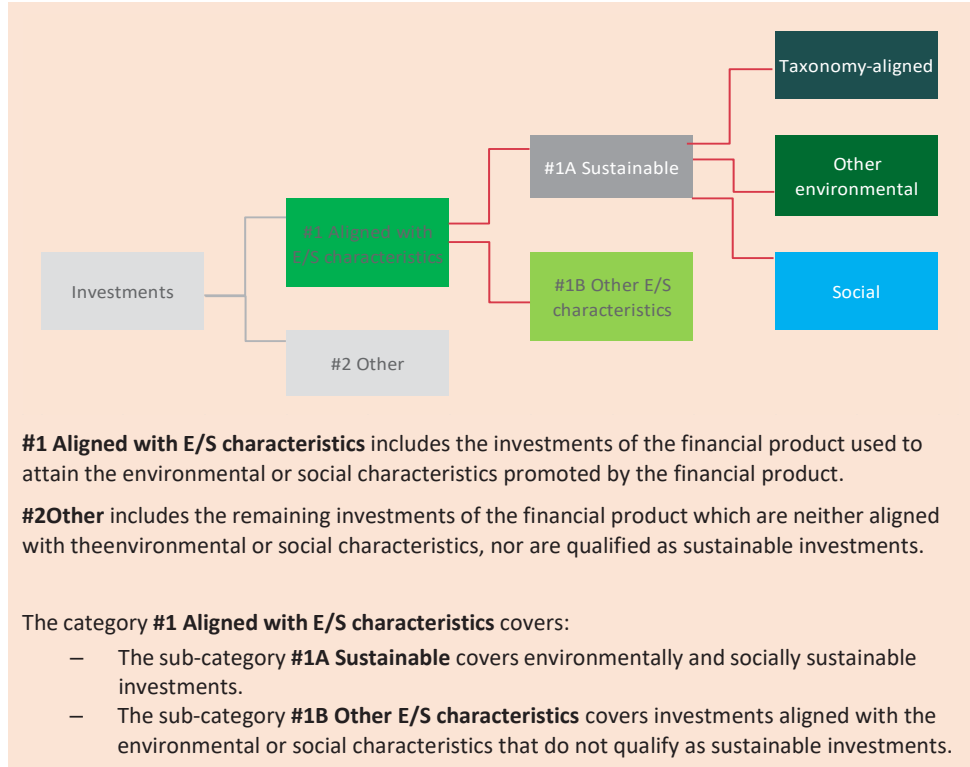 Taxonomy-aligned
#1A Sustainable
Other
environmental
#1 Aligned with
E/S characteristics
Investments
#1B Other E/S
characteristics
Social
#2 Other
#1 Aligned with E/S characteristics includes the investments of the financial product used to
attain the environmental or social characteristics promoted by the financial product.
#2Other includes the remaining investments of the financial product which are neither aligned
with theenvironmental or social characteristics, nor are qualified as sustainable investments.
The category #1 Aligned with E/S characteristics covers:
– The sub-category #1A Sustainable covers environmentally and socially sustainable
investments.
– The sub-category #1B Other E/S characteristics covers investments aligned with the
environmental or social characteristics that do not qualify as sustainable investments.